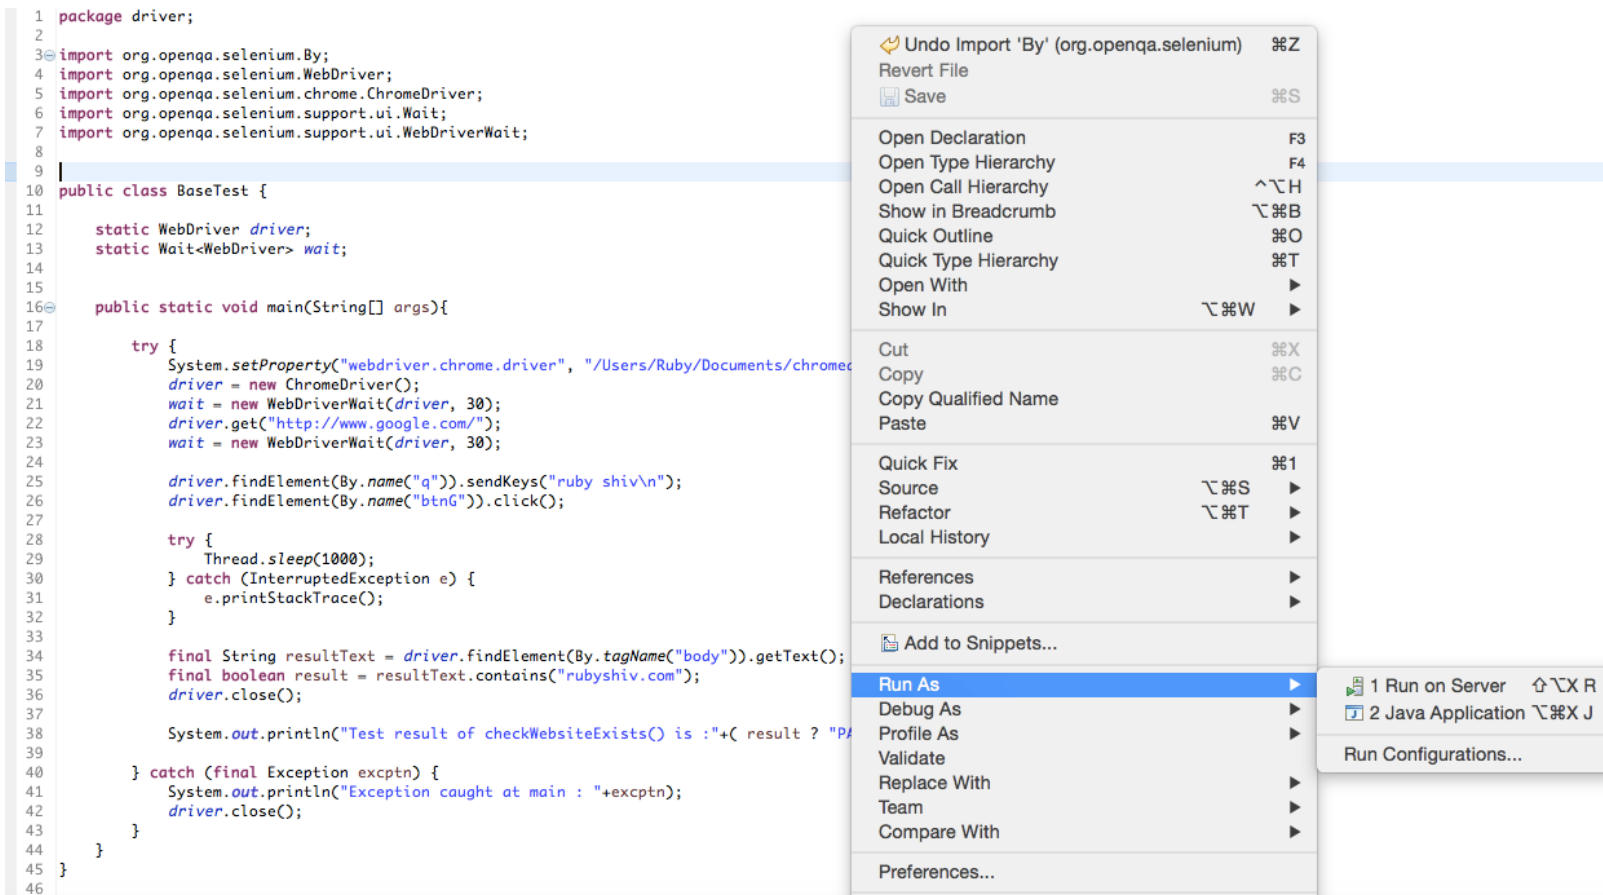 1 package driver;
2
3 import org.openqa.selenium.By;
4 import org.openqa.selenium.WebDriver;
5 import org.openqa.selenium.chrome.ChromeDriver;
6 import org.openqa.selenium.support.ui.Wait;
7 import org.openqa.selenium.support.ui.WebDriverWait;
8
9
10 public class BaseTest {
11
12 static WebDriver driver;
13 static Wait<WebDriver> wait;
14
15
16 public static void main(String[] args){
17
18 try {
19 System.setProperty("webdriver.chrome.driver", "/Users/Ruby/Documents/chromed
20 driver = new ChromeDriver();
21 wait = new WebDriverWait(driver, 30);
22 driver.get("http://www.google.com/");
23 wait = new WebDriverWait(driver, 30);
24
25 driver.findElement(By.name("q")).sendKeys("ruby shiv\n");
26 driver.findElement(By.name("btnG")).click();
27
28 try {
29 Thread.sleep(1000);
30 } catch (InterruptedException e) {
31 e.printStackTrace();
32 }
33
34 final String resultText = driver.findElement(By.tagName("body")).getText();
35 final boolean result = resultText.contains("rubyshiv.com");
36 driver.close();
37
38 System.out.println("Test result of checkWebsiteExists() is :"+( result ? "PA
39
40 } catch (final Exception excptn) {
41 System.out.println("Exception caught at main : "+excptn);
42 driver.close();
43 }
44 }
45 }
46
Undo Import 'By' (org.openqa.selenium) ⌘Z
Revert File
Save ⌘S
Open Declaration F3
Open Type Hierarchy F4
Open Call Hierarchy ^⌥H
Show in Breadcrumb ⌥⌘B
Quick Outline ⌘O
Quick Type Hierarchy ⌘T
Open With ▶
Show In ⌥⌘W ▶
Cut ⌘X
Copy ⌘C
Copy Qualified Name
Paste ⌘V
Quick Fix ⌘1
Source ⌥⌘S ▶
Refactor ⌥⌘T ▶
Local History ▶
References ▶
Declarations ▶
Add to Snippets...
Run As ▶
Debug As ▶
Profile As ▶
Validate
Replace With ▶
Team ▶
Compare With ▶
Preferences...
1 Run on Server ⇧⌥X R
2 Java Application ⌥⌘X J
Run Configurations...